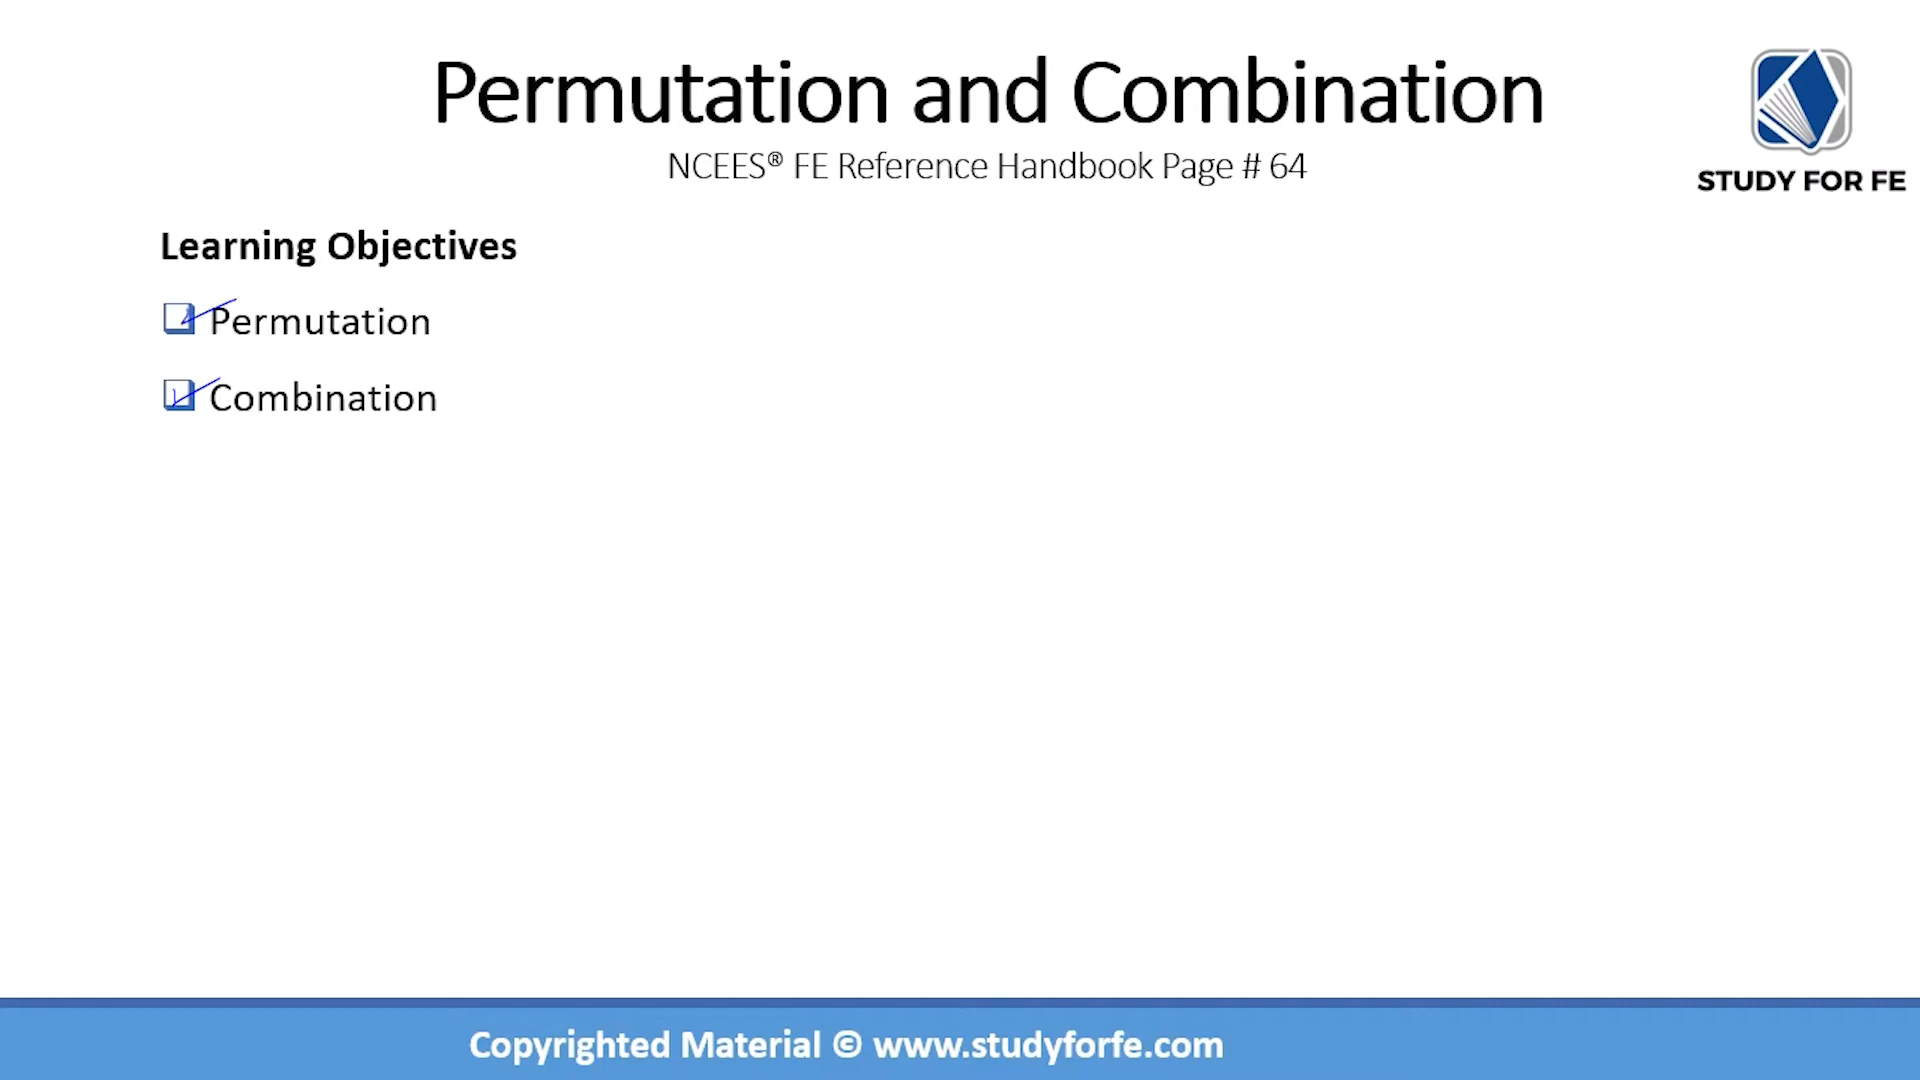 Permutation and Combination
NCEES® FE Reference Handbook Page # 64
STUDY FOR FE
Learning Objectives
Permutation
Combination
Copyrighted Material © www.studyforfe.com